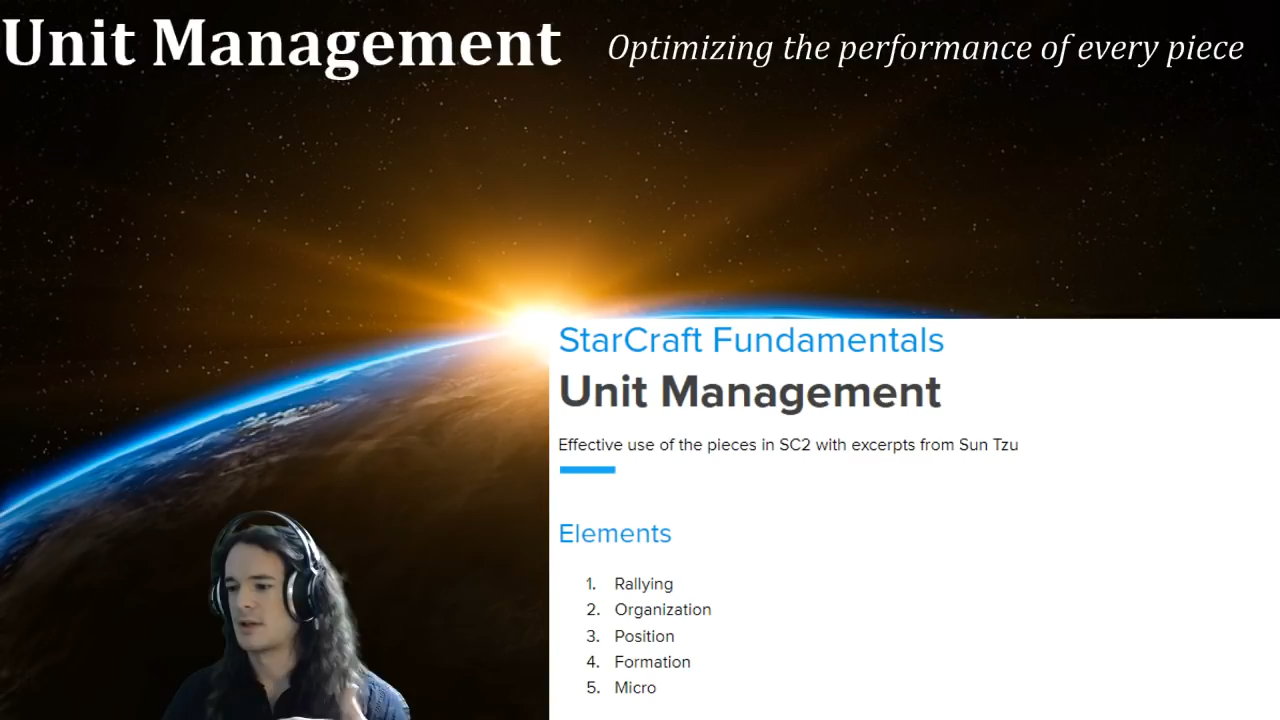 Unit Management
Optimizing the performance of every piece
StarCraft Fundamentals
Unit Management
Effective use of the pieces in SC2 with excerpts from Sun Tzu
Elements
1. Rallying
2. Organization
3. Position
4. Formation
5. Micro